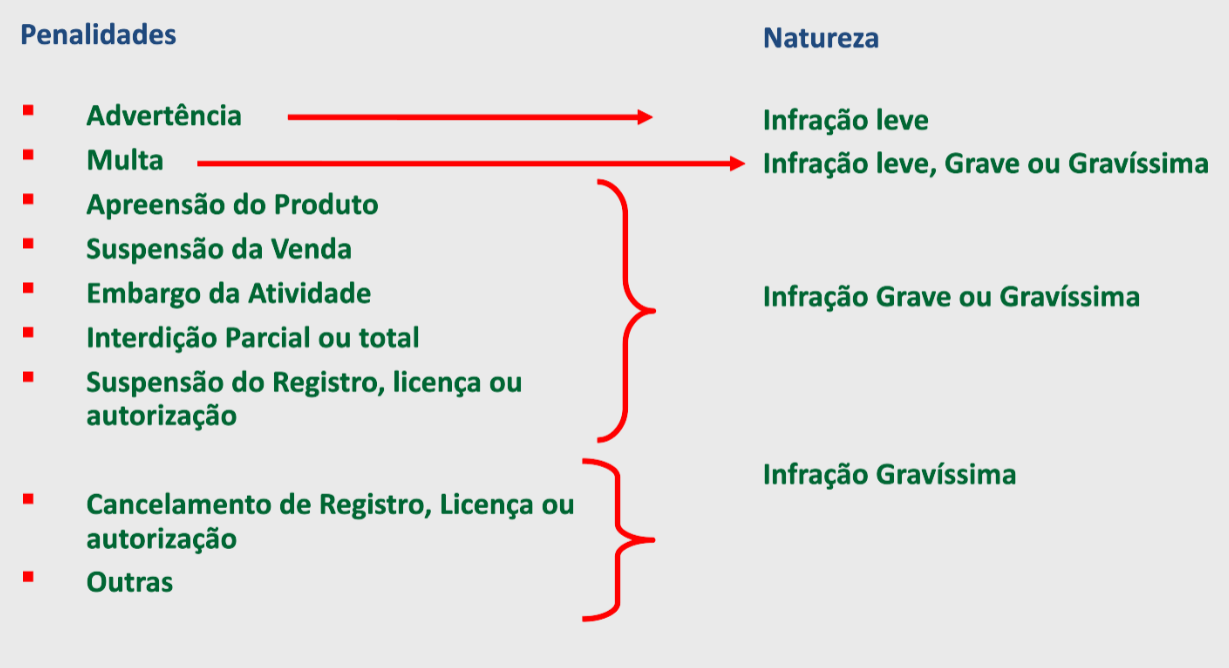 Penalidades
Natureza
Advertência
Infração leve
Multa
Infração leve, Grave ou Gravíssima
Apreensão do Produto
Suspensão da Venda
Embargo da Atividade
Infração Grave ou Gravíssima
Interdição Parcial ou total
Suspensão do Registro, licença ou
autorização
Infração Gravíssima
Cancelamento de Registro, Licença ou
autorização
Outras